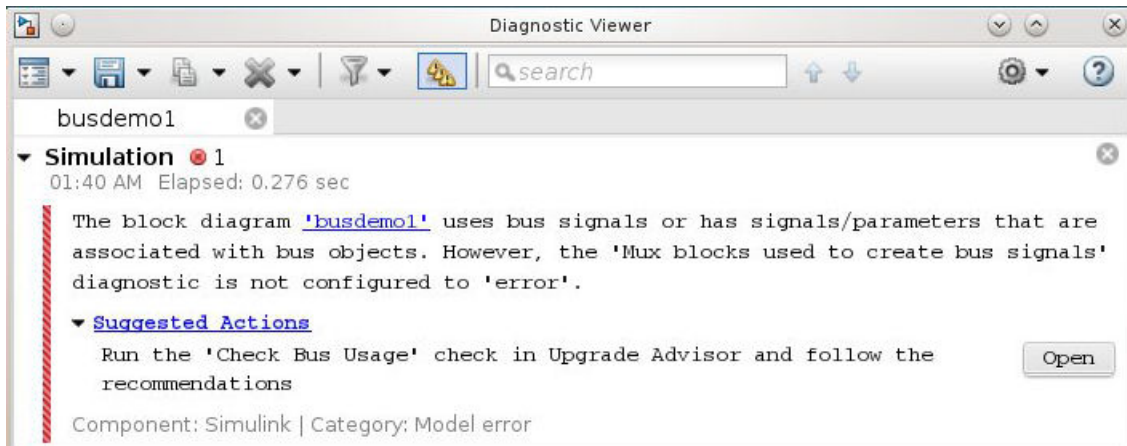 Diagnostic Viewer
search
busdemo1
Simulation 1
01:40 AM Elapsed: 0.276 sec
The block diagram 'busdemo1' uses bus signals or has signals/parameters that are
associated with bus objects. However, the 'Mux blocks used to create bus signals'
diagnostic is not configured to 'error'.
Suggested Actions
Run the 'Check Bus Usage' check in Upgrade Advisor and follow the
recommendations
Open
Component: Simulink | Category: Model error